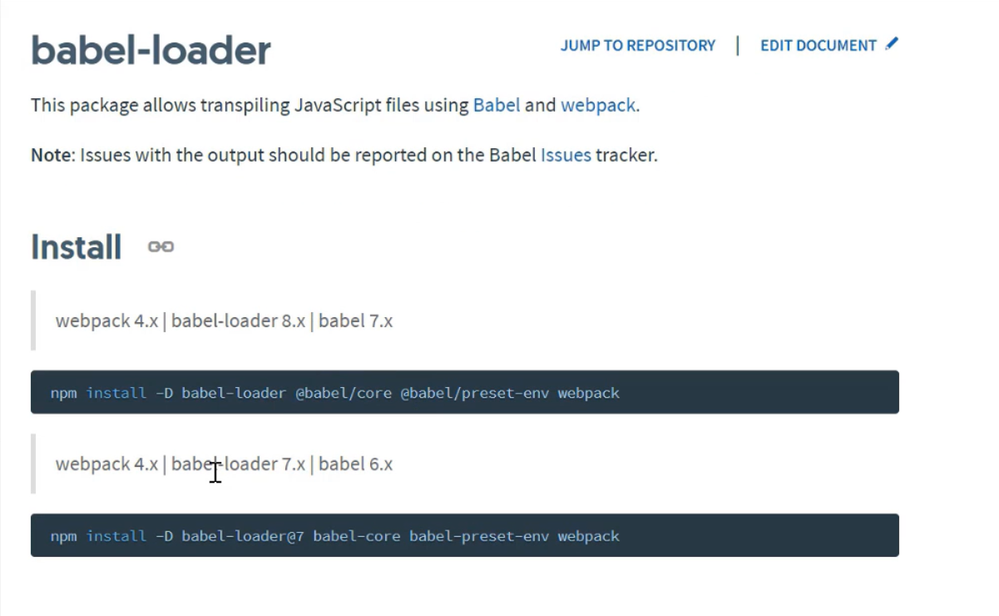 babel-loader
JUMP TO REPOSITORY | EDIT DOCUMENT
This package allows transpiling JavaScript files using Babel and webpack.
Note: Issues with the output should be reported on the Babel Issues tracker.
Install
webpack 4.x | babel-loader 8.x | babel 7.x
npm install -D babel-loader @babel/core @babel/preset-env webpack
webpack 4.x | babel-loader 7.x | babel 6.x
npm install -D babel-loader@7 babel-core babel-preset-env webpack